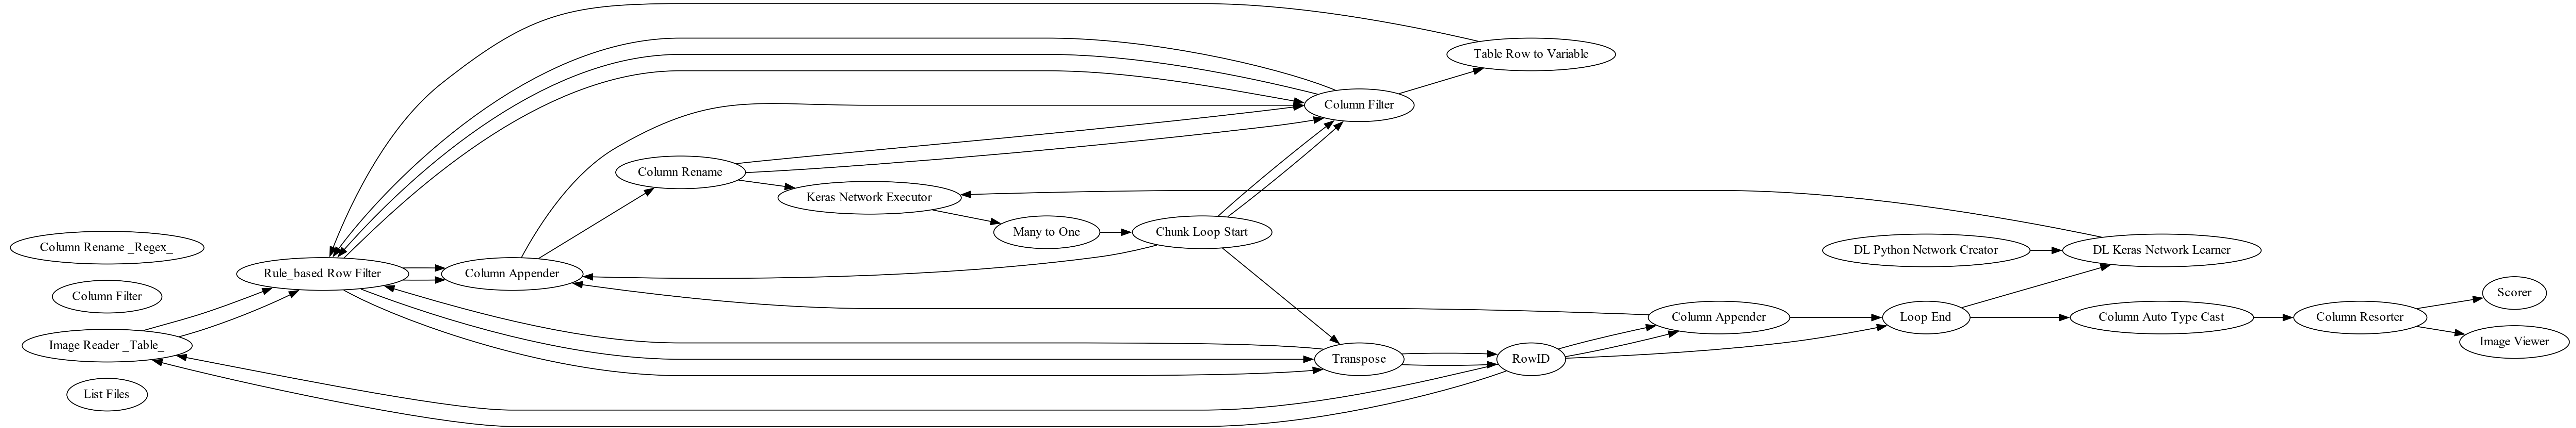 Table Row to Variable
Column Filter
Column Rename
Keras Network Executor
Many to One
Chunk Loop Start
Column Rename _Regex_
DL Python Network Creator
DL Keras Network Learner
Rule_based Row Filter
Column Appender
Column Filter
Scorer
Column Appender
Loop End
Column Auto Type Cast
Column Resorter
Image Reader _Table_
Image Viewer
Transpose
RowID
List Files